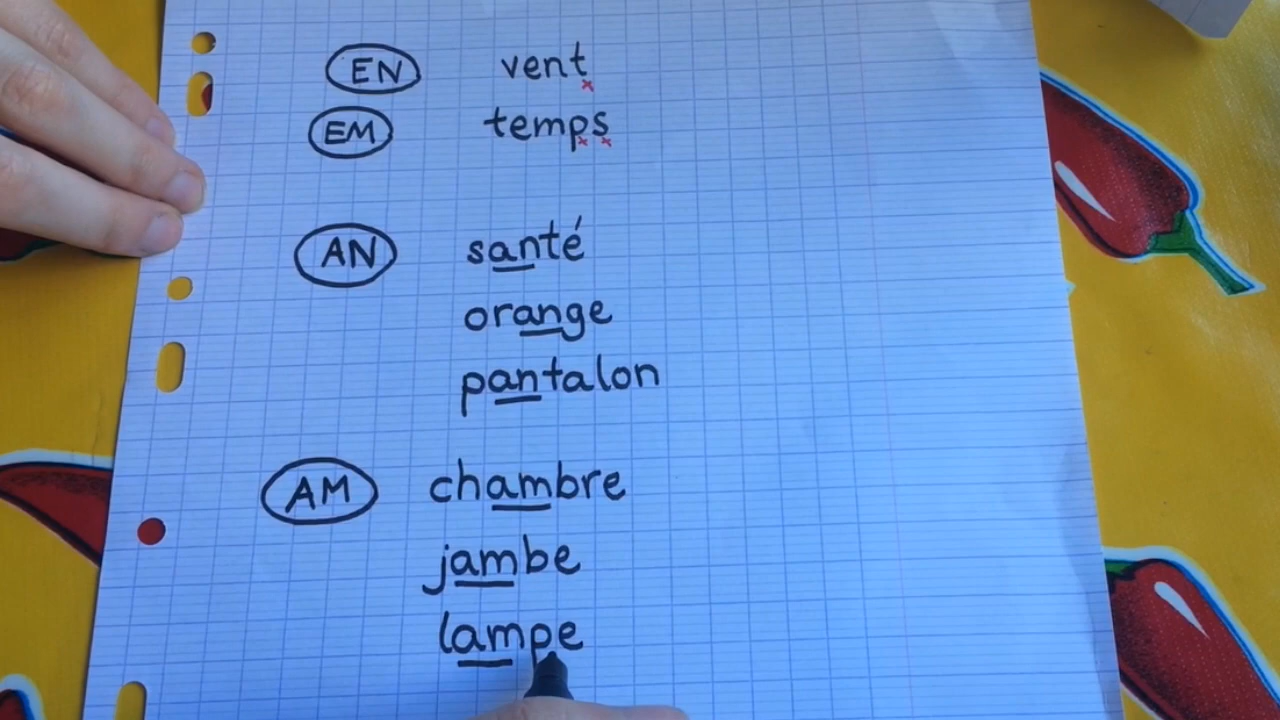 EN vent
EM temps
AN santé
orange
pantalon
AM chambre
jambe
lampe